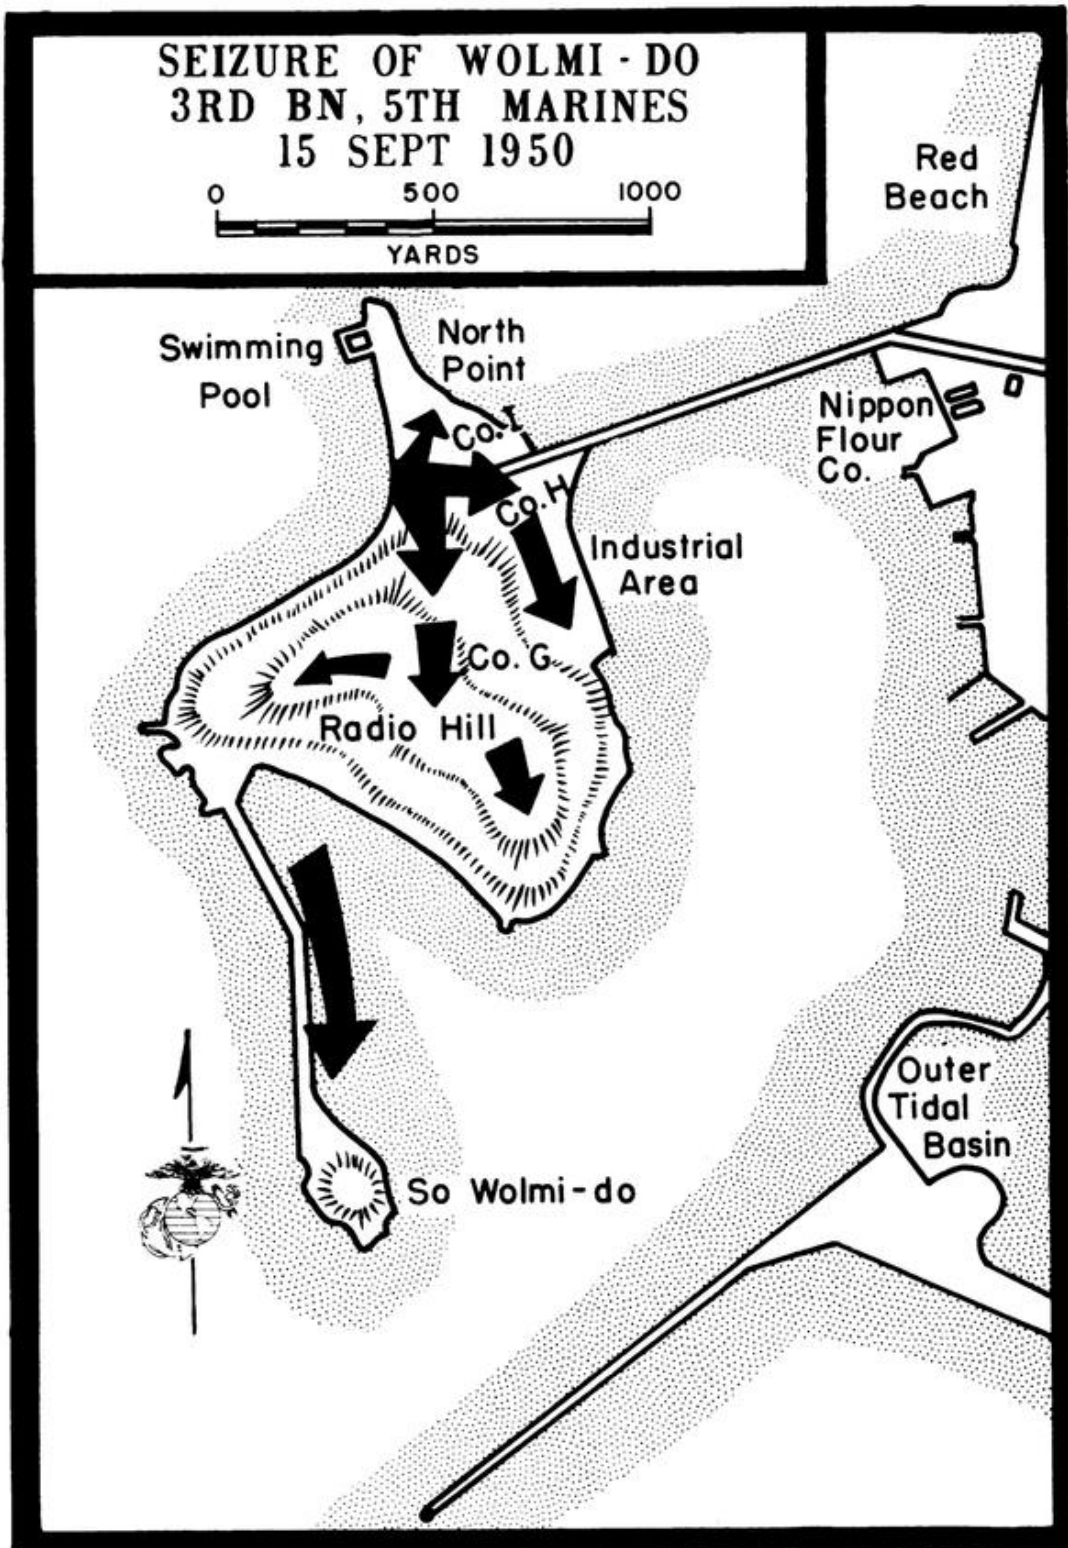 SEIZURE OF WOLMI - DO
3RD BN, 5TH MARINES
15 SEPT 1950
0 500 1000
YARDS
Red
Beach
Swimming
Pool
North
Point
Nippon
Flour
Co.
Co. I
Co. H
Industrial
Area
Co. G
Radio Hill
Outer
Tidal
Basin
So Wolmi-do